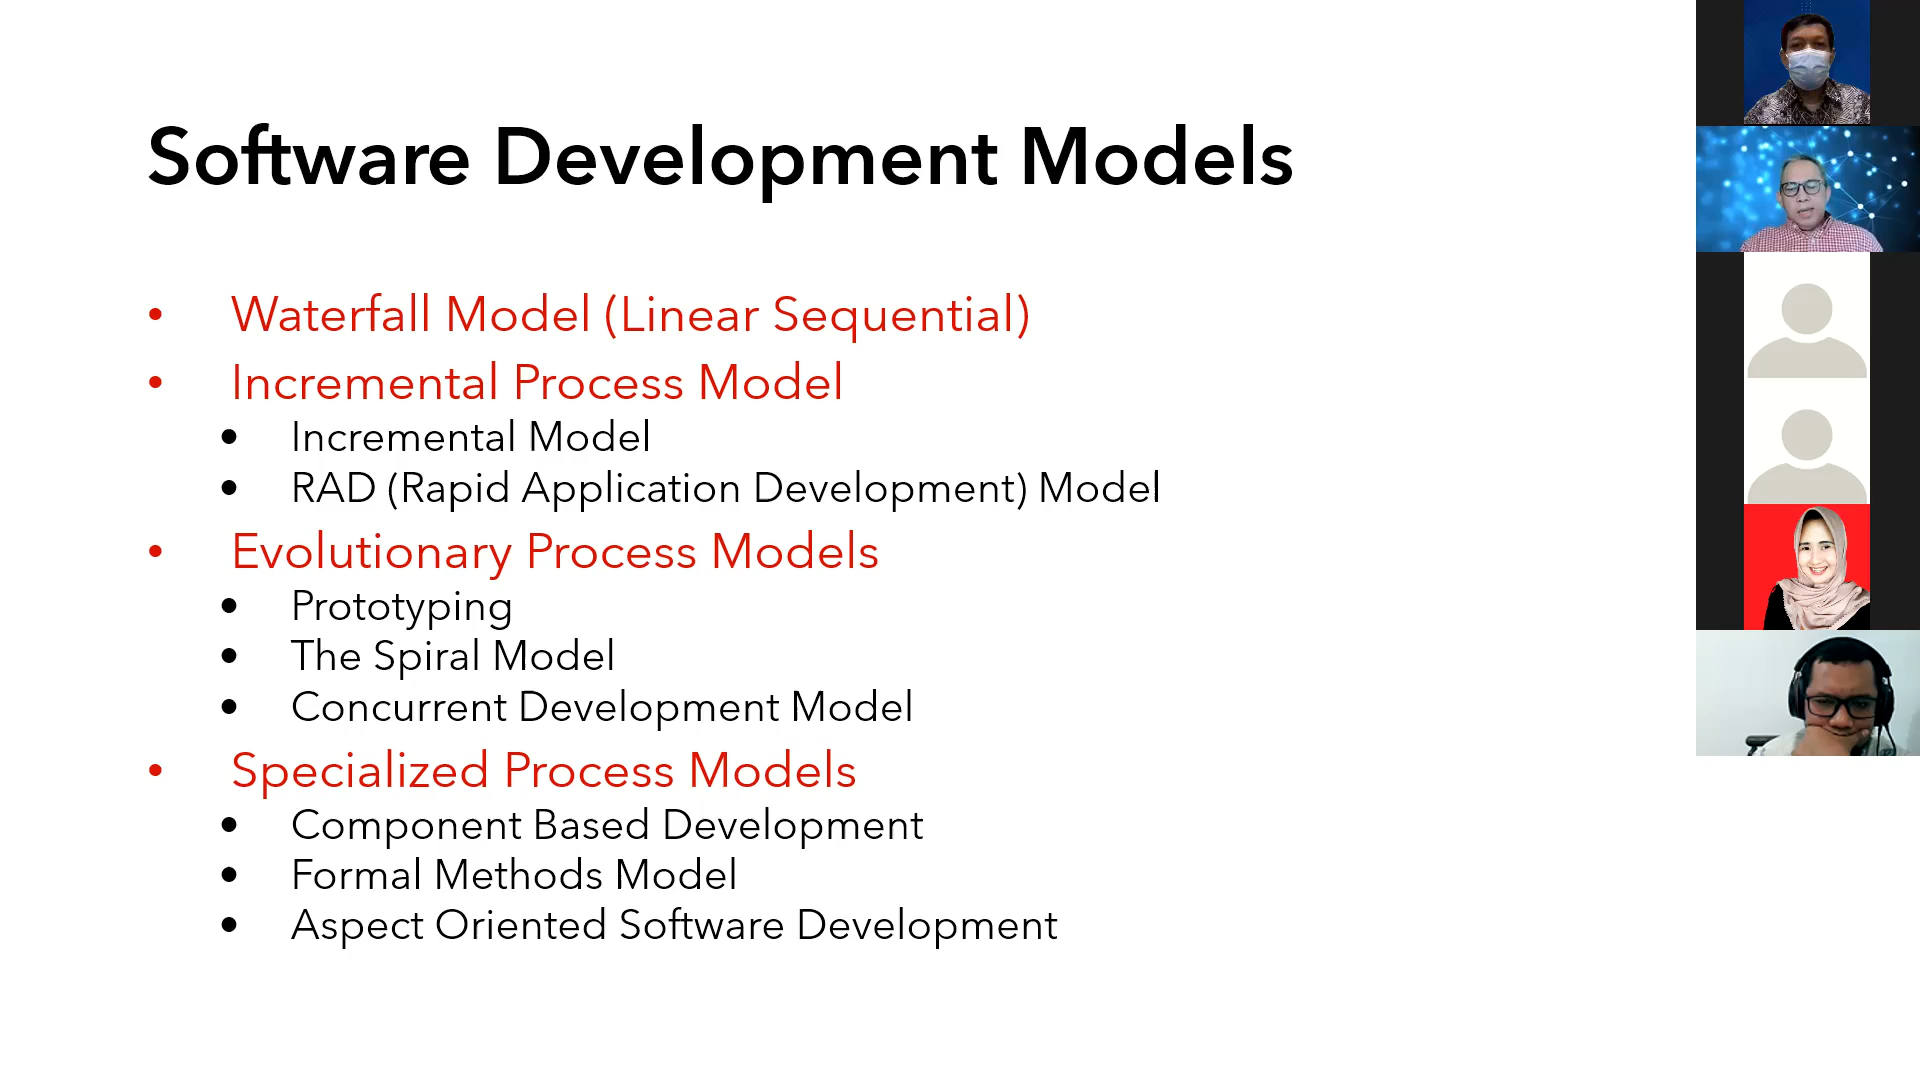 Software Development Models
• Waterfall Model (Linear Sequential)
• Incremental Process Model
• Incremental Model
• RAD (Rapid Application Development) Model
• Evolutionary Process Models
• Prototyping
• The Spiral Model
• Concurrent Development Model
• Specialized Process Models
• Component Based Development
• Formal Methods Model
• Aspect Oriented Software Development